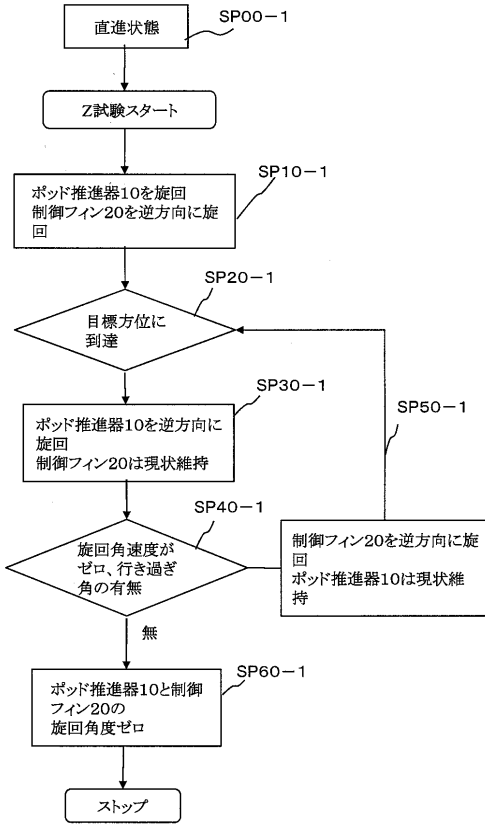 直進状態
SP00-1
Z試験スタート
SP10-1
ポッド推進器10を旋回
制御フィン20を逆方向に旋
回
SP20-1
目標方位に
到達
SP30-1
ポッド推進器10を逆方向に
旋回
制御フィン20は現状維持
SP50-1
SP40-1
旋回角速度が
ゼロ、行き過ぎ
角の有無
制御フィン20を逆方向に旋
回
ポッド推進器10は現状維
持
無
SP60-1
ポッド推進器10と制御
フィン20の
旋回角度ゼロ
ストップ